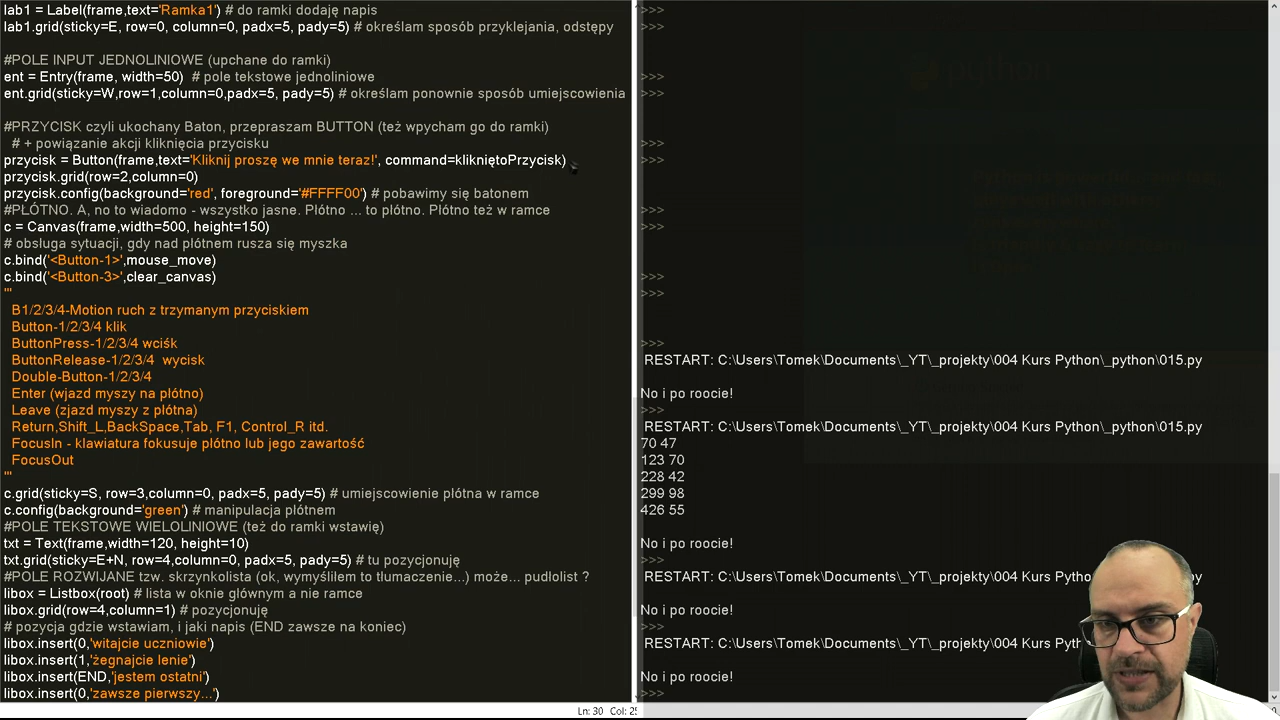 lab1 = Label(frame,text='Ramka1') # do ramki dodaję napis
lab1.grid(sticky=E, row=0, column=0, padx=5, pady=5) # określam sposób przyklejania, odstępy
#POLE INPUT JEDNOLINIOWE (upchane do ramki)
ent = Entry(frame, width=50)  # pole tekstowe jednoliniowe
ent.grid(sticky=W,row=1,column=0,padx=5, pady=5) # określam ponownie sposób umiejscowienia
#PRZYCISK czyli ukochany Baton, przepraszam BUTTON (też wpycham go do ramki)
# + powiązanie akcji kliknięcia przycisku
przycisk = Button(frame,text='Kliknij proszę we mnie teraz!', command=klikniętoPrzycisk)
przycisk.grid(row=2,column=0)
przycisk.config(background='red', foreground='#FFFF00') # pobawimy się batonem
#PŁÓTNO. A, no to wiadomo - wszystko jasne. Płótno ... to płótno. Płótno też w ramce
c = Canvas(frame,width=500, height=150)
# obsługa sytuacji, gdy nad płótnem rusza się myszka
c.bind('<Button-1>',mouse_move)
c.bind('<Button-3>',clear_canvas)
'''
B1/2/3/4-Motion ruch z trzymanym przyciskiem
Button-1/2/3/4 klik
ButtonPress-1/2/3/4 wciśk
ButtonRelease-1/2/3/4  wycisk
Double-Button-1/2/3/4
Enter (wjazd myszy na płótno)
Leave (zjazd myszy z płótna)
Return,Shift_L,BackSpace,Tab, F1, Control_R itd.
FocusIn - klawiatura fokusuje płótno lub jego zawartość
FocusOut
'''
c.grid(sticky=S, row=3,column=0, padx=5, pady=5) # umiejscowienie płótna w ramce
c.config(background='green') # manipulacja płótnem
#POLE TEKSTOWE WIELOLINIOWE (też do ramki wstawię)
txt = Text(frame,width=120, height=10)
txt.grid(sticky=E+N, row=4,column=0, padx=5, pady=5) # tu pozycjonuję
#POLE ROZWIJANE tzw. skrzynkolista (ok, wymyśliłem to tłumaczenie...) może... pudlolist ?
libox = Listbox(root) # lista w oknie głównym a nie ramce
libox.grid(row=4,column=1) # pozycjonuję
# pozycja gdzie wstawiam, i jaki napis (END zawsze na koniec)
libox.insert(0,'witajcie uczniowie')
libox.insert(1,'żegnajcie lenie')
libox.insert(END,'jestem ostatni')
libox.insert(0,'zawsze pierwszy...')
Ln: 30 Col: 25
>>>
>>>
>>>
>>>
>>>
>>>
>>>
>>>
>>>
>>>
>>>
RESTART: C:\Users\Tomek\Documents\_YT\_projekty\004 Kurs Python\_python\015.py
No i po roocie!
>>>
RESTART: C:\Users\Tomek\Documents\_YT\_projekty\004 Kurs Python\_python\015.py
70 47
123 70
228 42
299 98
426 55
No i po roocie!
>>>
RESTART: C:\Users\Tomek\Documents\_YT\_projekty\004 Kurs Pytho y
No i po roocie!
>>>
RESTART: C:\Users\Tomek\Documents\_YT\_projekty\004 Kurs Pyth y
No i po roocie!
>>>